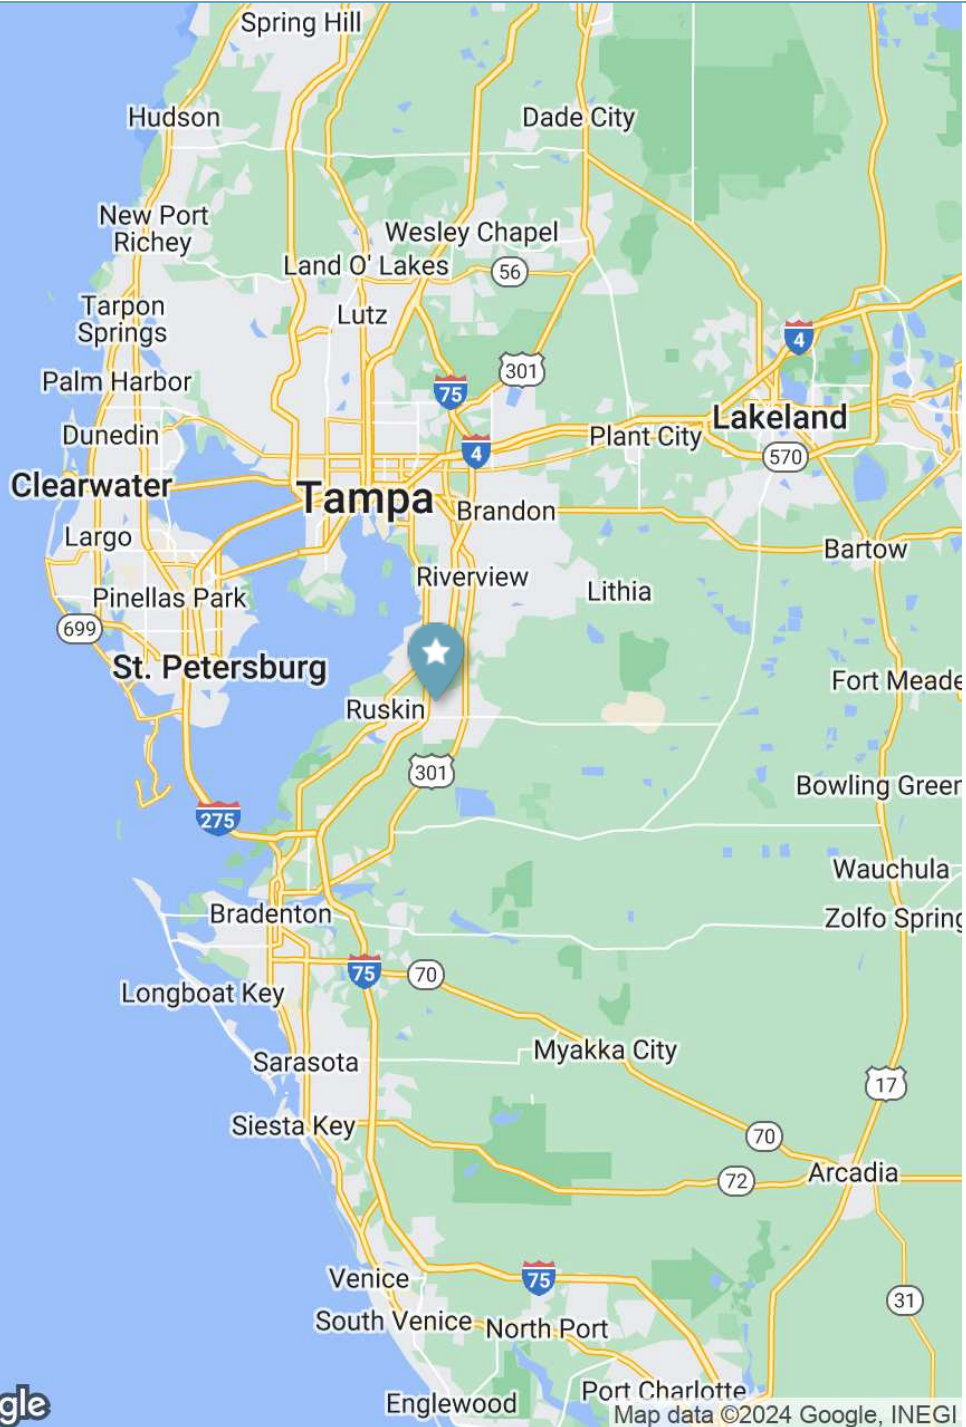 Spring Hill
Hudson
Dade City
New Port
Richey
Wesley Chapel
Land O' Lakes
56
Tarpon
Springs
Lutz
4
301
Palm Harbor
75
Dunedin
Lakeland
Plant City
4
570
Clearwater
Tampa
Brandon
Largo
Bartow
Riverview
Lithia
Pinellas Park
699
St. Petersburg
Fort Meade
Ruskin
301
Bowling Green
275
Wauchula
Bradenton
Zolfo Spring
75
70
Longboat Key
Myakka City
Sarasota
17
Siesta Key
70
Arcadia
72
Venice
75
31
South Venice
North Port
Port Charlotte
Englewood
gle
Map data ©2024 Google, INEGI